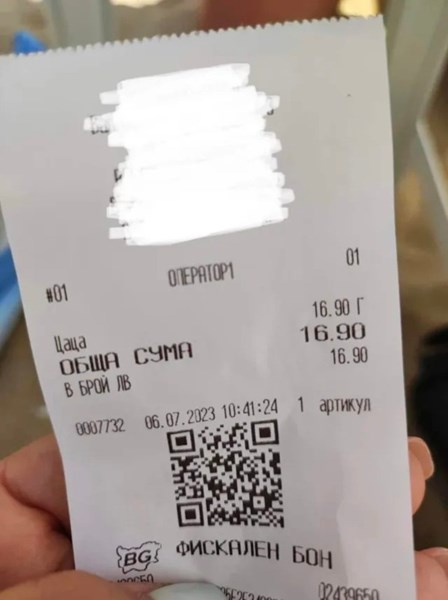 #01 ОПЕРАТОР1 01
Цаца 16.90 Г
ОБЩА СУМА 16.90
В БРОЙ ЛВ 16.90
0007732 06.07.2023 10:41:24 1 артикул
BG ФИСКАЛЕН БОН
02439650